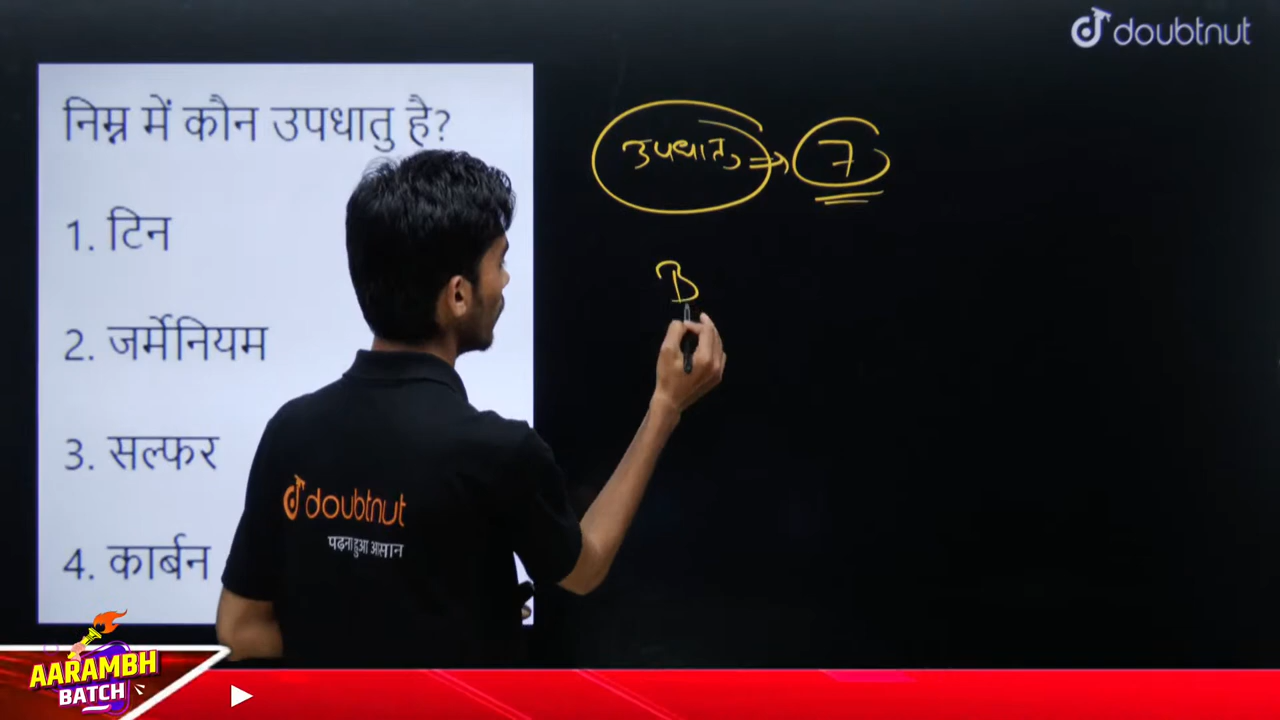 doubtnut
निम्न में कौन उपधातु है?
उपधातु ⇒ 7
1. टिन
B
2. जर्मेनियम
3. सल्फर
doubtnut
पढ़ना हुआ आसान
4. कार्बन
AARAMBH
BATCH